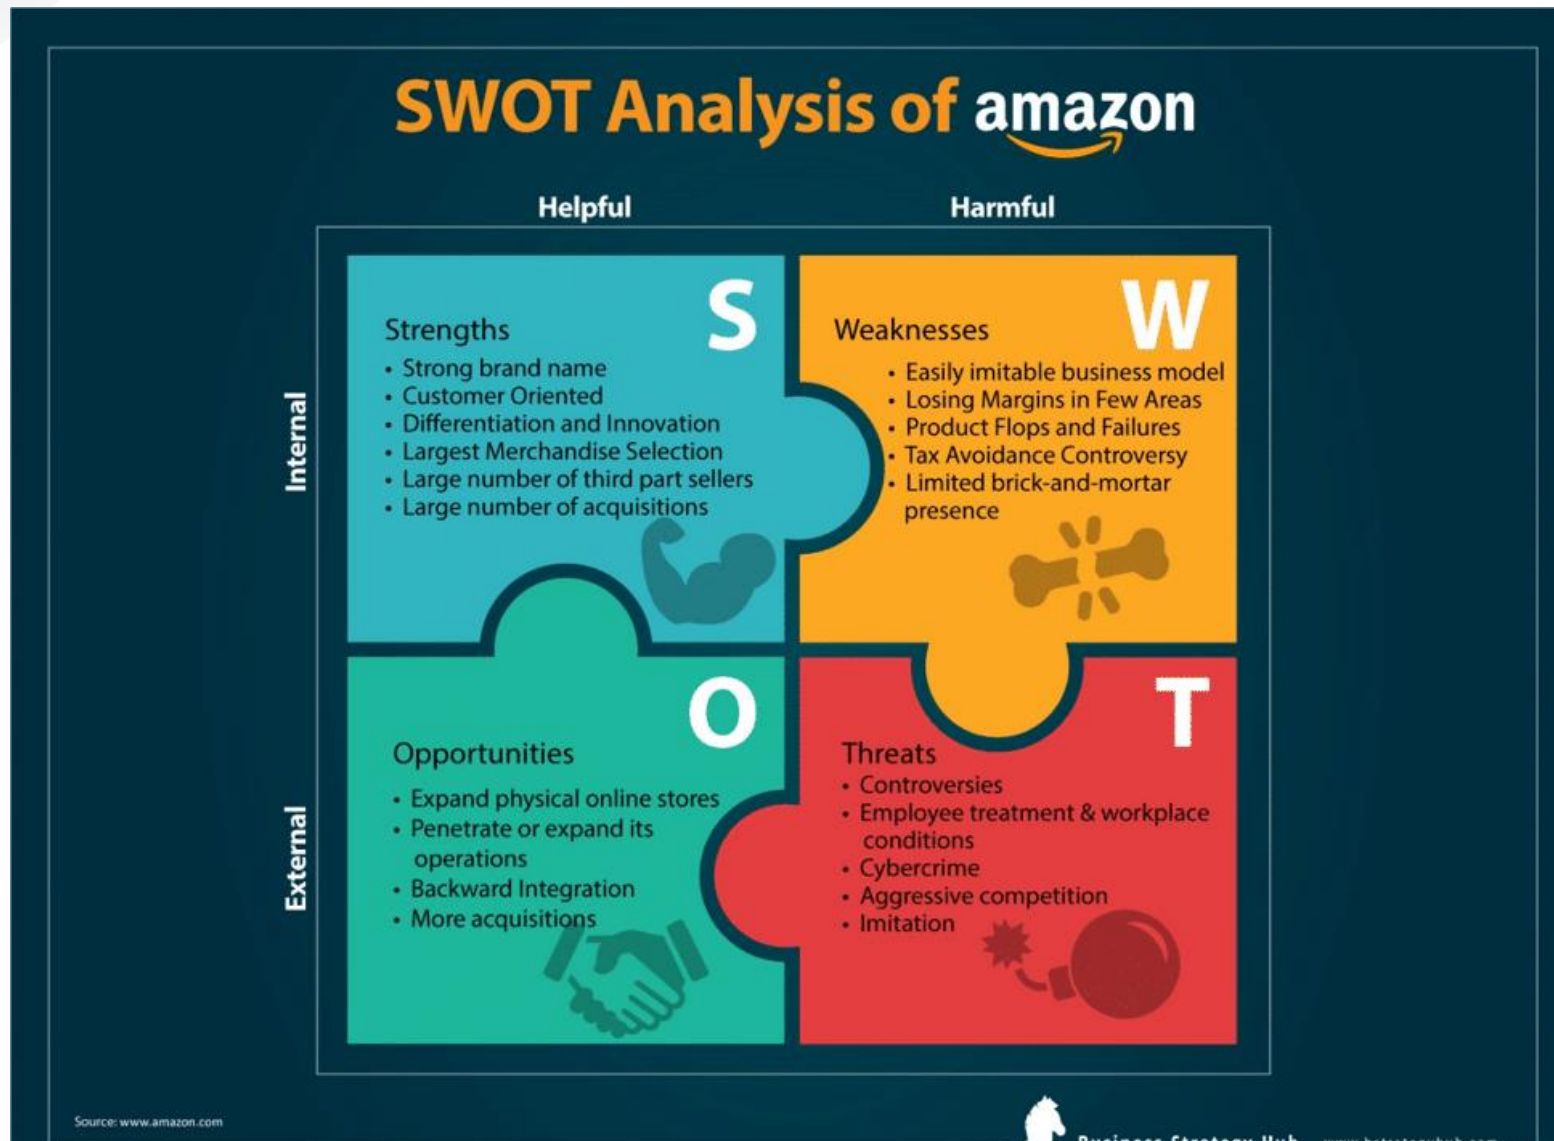 SWOT Analysis of amazon
Helpful
Harmful
Internal
S
Strengths
• Strong brand name
• Customer Oriented
• Differentiation and Innovation
• Largest Merchandise Selection
• Large number of third part sellers
• Large number of acquisitions
W
Weaknesses
• Easily imitable business model
• Losing Margins in Few Areas
• Product Flops and Failures
• Tax Avoidance Controversy
• Limited brick-and-mortar
presence
External
O
Opportunities
• Expand physical online stores
• Penetrate or expand its
operations
• Backward Integration
• More acquisitions
T
Threats
• Controversies
• Employee treatment & workplace
conditions
• Cybercrime
• Aggressive competition
• Imitation
Source: www.amazon.com
Business Strategy Hub